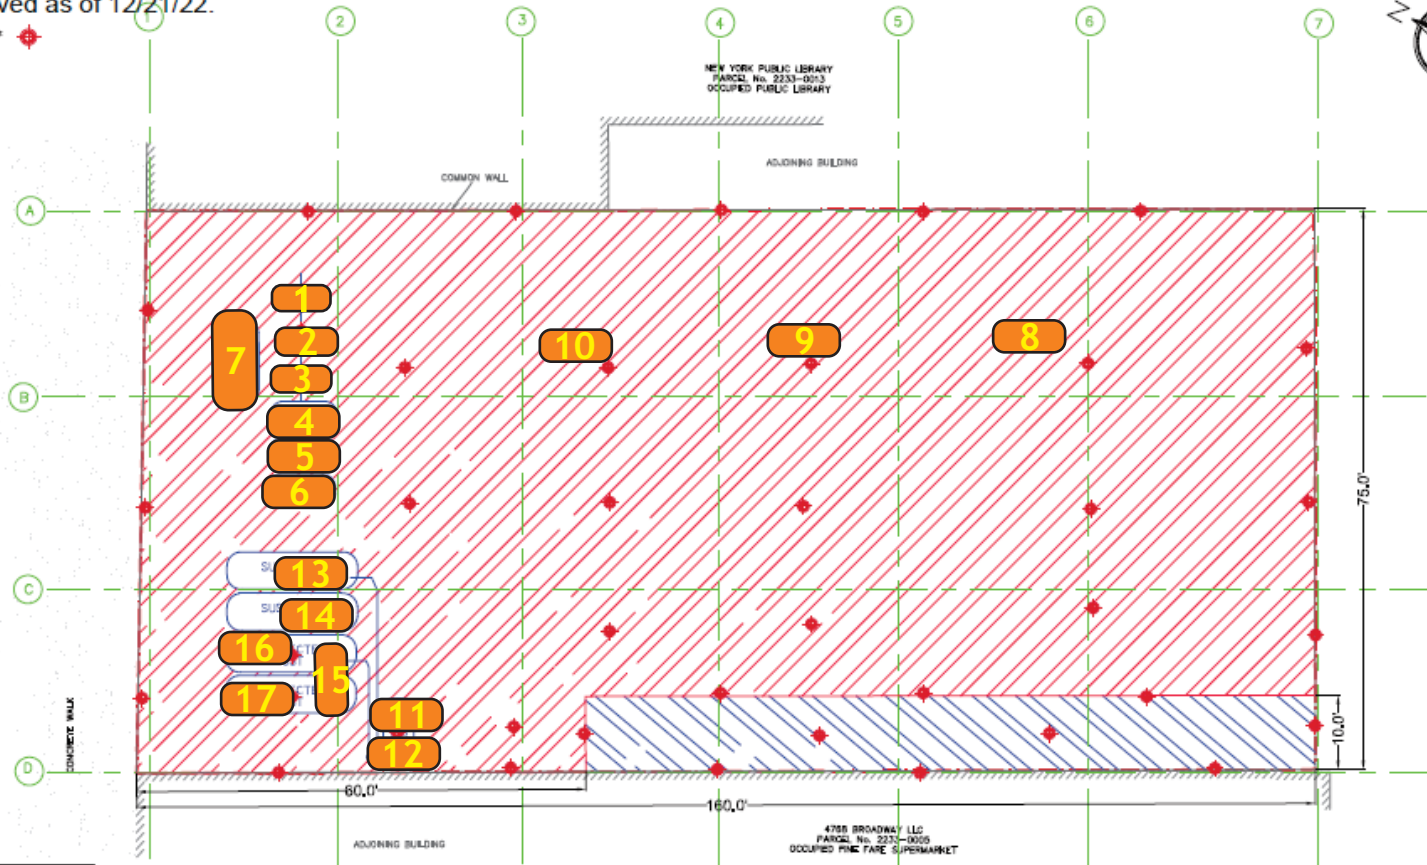 ved as of 12/21/22.
1
2
3
4
5
6
7
Z
NEW YORK PUBLIC LIBRARY
PARCEL No. 2233-0013
OCCUPIED PUBLIC LIBRARY
ADJOINING BUILDING
COMMON WALL
A
1
2
7
10
9
8
3
B
4
5
6
75.0'
13
C
14
16
15
17
11
10.0'
12
CONCRETE WALK
D
60.0'
160.0'
ADJOINING BUILDING
4768 BROADWAY LLC
PARCEL No. 2233-0005
OCCUPIED FINE FARE SUPERMARKET